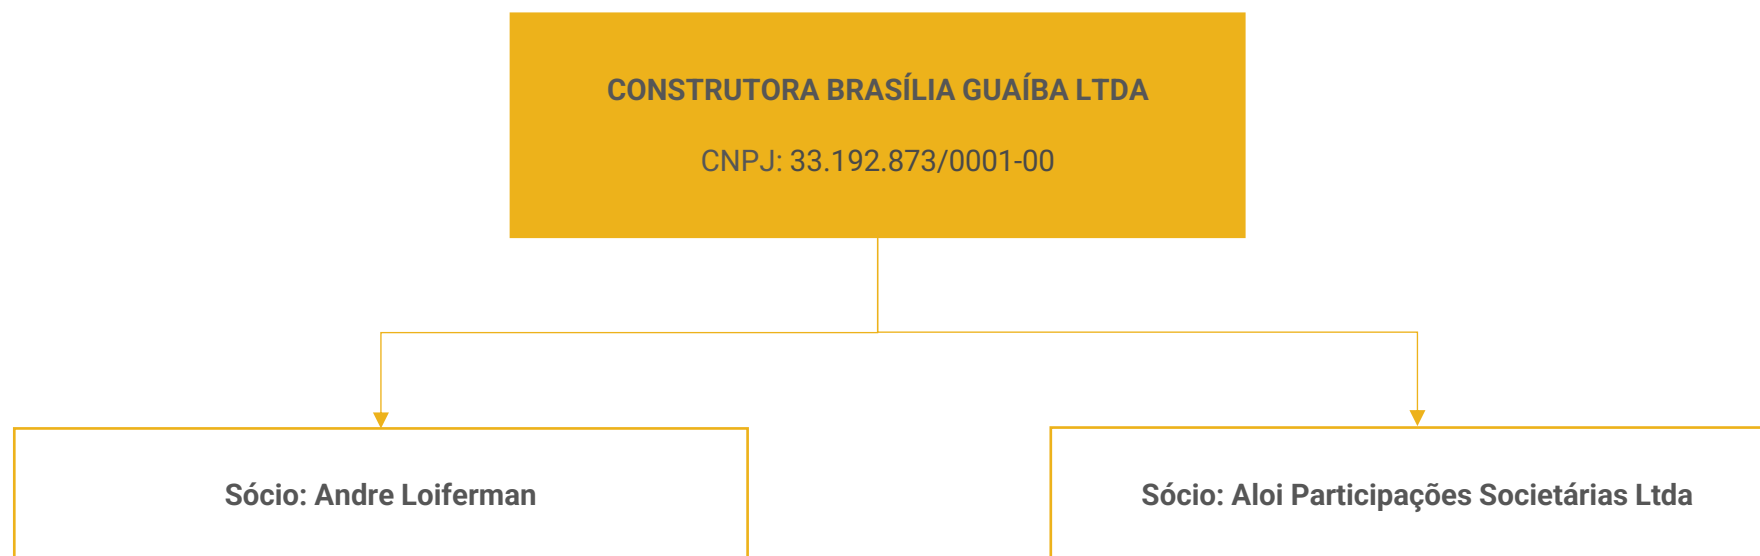 CONSTRUTORA BRASÍLIA GUAÍBA LTDA
CNPJ: 33.192.873/0001-00
Sócio: Andre Loiferman
Sócio: Aloi Participações Societárias Ltda